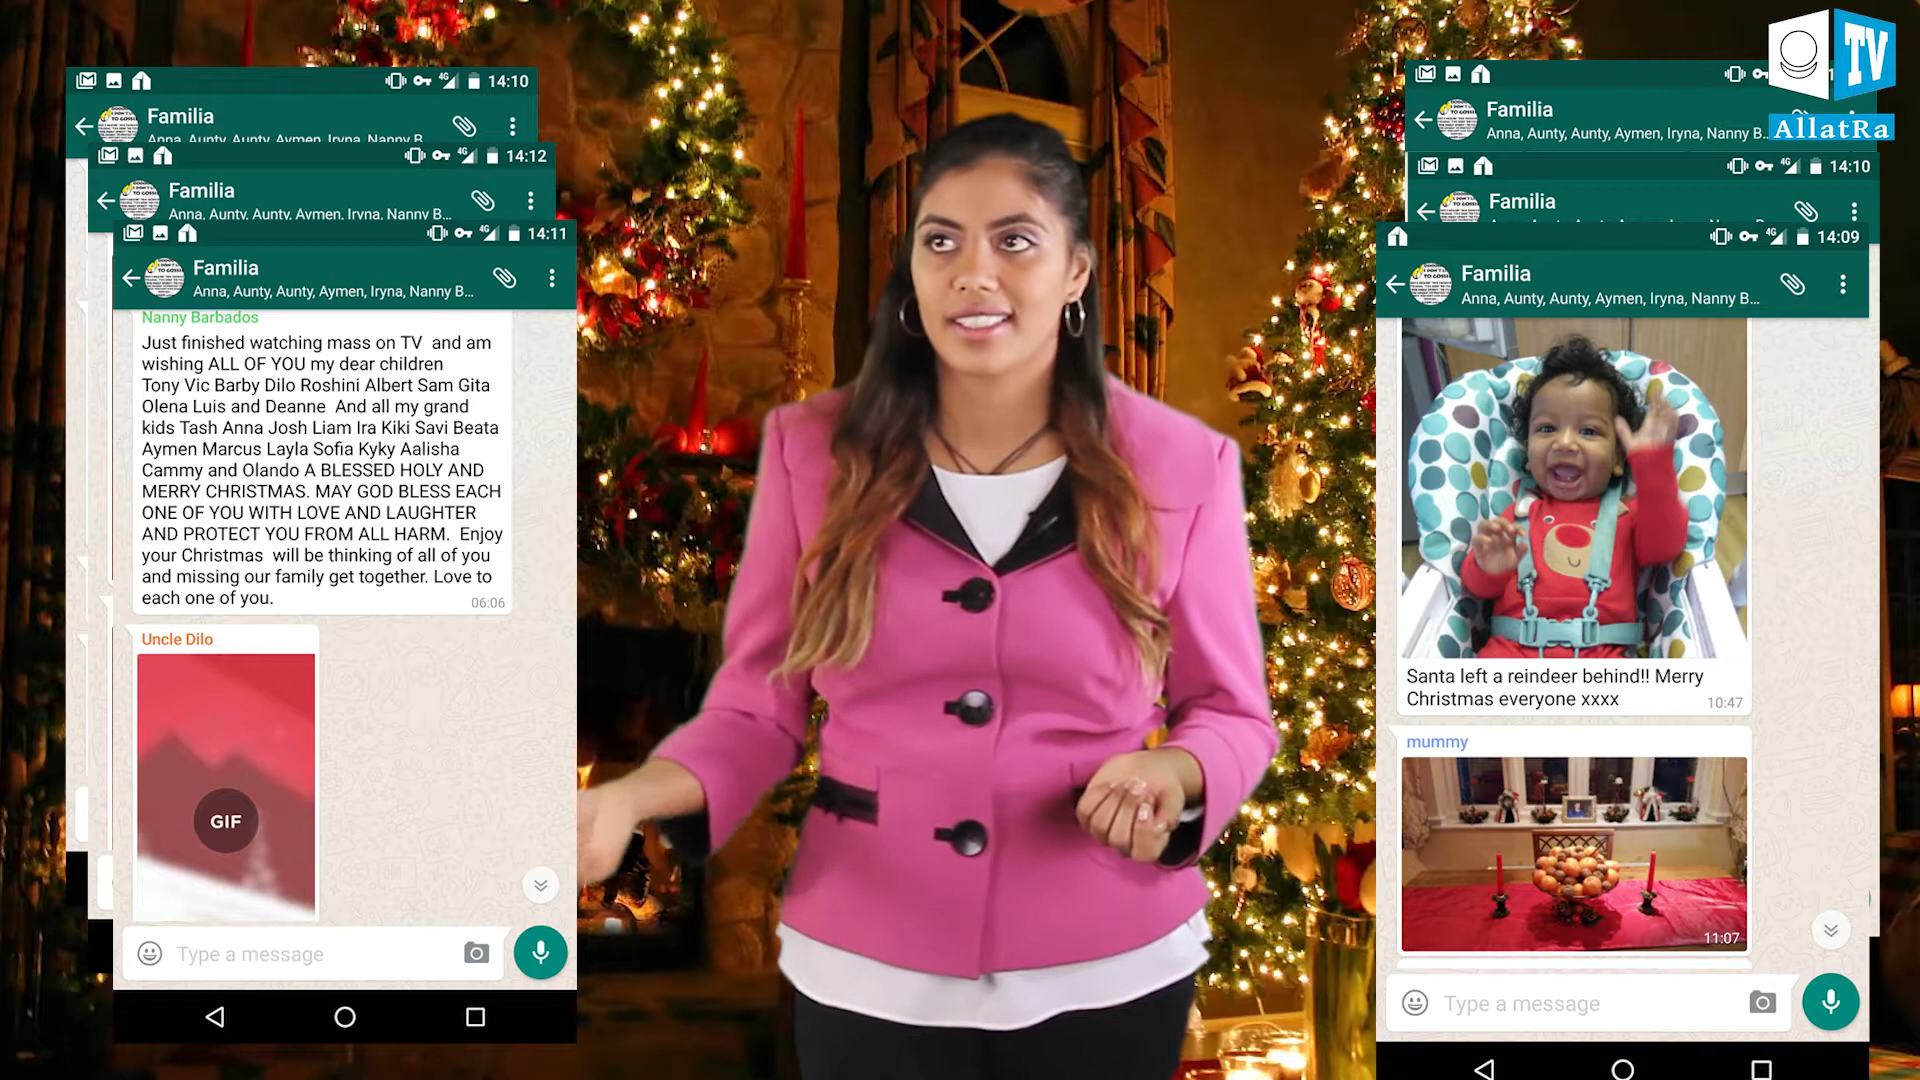 14:10
Familia
Anna, Aunty, Aunty, Aymen, Iryna, Nanny B...
14:12
Familia
Anna, Aunty, Aunty, Aymen, Iryna, Nanny B...
14:11
Familia
Anna, Aunty, Aunty, Aymen, Iryna, Nanny B...
Nanny Barbados
Just finished watching mass on TV and am
wishing ALL OF YOU my dear children
Tony Vic Barby Dilo Roshini Albert Sam Gita
Olena Luis and Deanne And all my grand
kids Tash Anna Josh Liam Ira Kiki Savi Beata
Aymen Marcus Layla Sofia Kyky Aalisha
Cammy and Olando A BLESSED HOLY AND
MERRY CHRISTMAS. MAY GOD BLESS EACH
ONE OF YOU WITH LOVE AND LAUGHTER
AND PROTECT YOU FROM ALL HARM. Enjoy
your Christmas will be thinking of all of you
and missing our family get together. Love to
each one of you.
06:06
Uncle Dilo
GIF
Type a message
TV
AllatRa
Familia
Anna, Aunty, Aunty, Aymen, Iryna, Nanny B...
14:10
Familia
14:09
Familia
Anna, Aunty, Aunty, Aymen, Iryna, Nanny B...
Santa left a reindeer behind!! Merry
Christmas everyone xxxx
10:47
mummy
11:07
Type a message